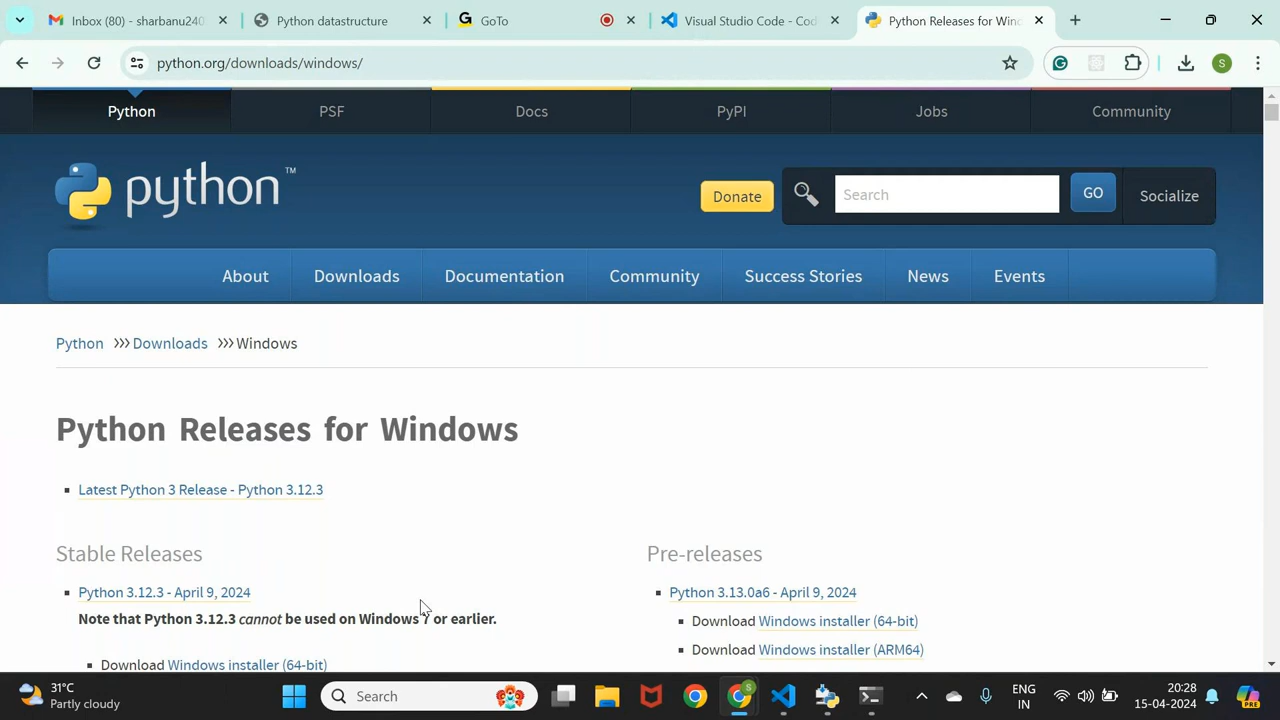 Inbox (80) - sharbanu240
Python datastructure
GoTo
Visual Studio Code - Cod
Python Releases for Wind
python.org/downloads/windows/
S
Python
PSF
Docs
PyPI
Jobs
Community
python™
Donate
Search
GO
Socialize
About
Downloads
Documentation
Community
Success Stories
News
Events
Python >>> Downloads >>> Windows
Python Releases for Windows
Latest Python 3 Release - Python 3.12.3
Stable Releases
Python 3.12.3 - April 9, 2024
Note that Python 3.12.3 cannot be used on Windows 7 or earlier.
Download Windows installer (64-bit)
Pre-releases
Python 3.13.0a6 - April 9, 2024
Download Windows installer (64-bit)
Download Windows installer (ARM64)
31°C
Partly cloudy
Search
S
ENG
IN
20:28
15-04-2024
PRE